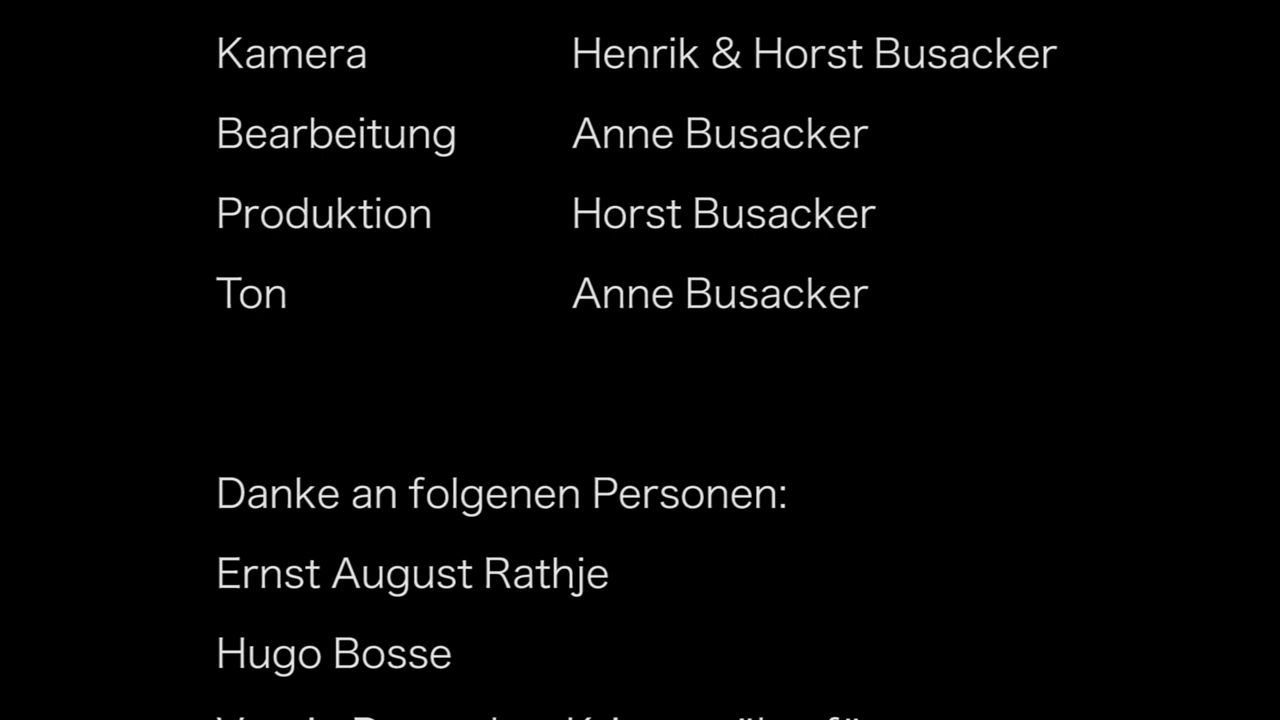 Kamera Henrik & Horst Busacker
Bearbeitung Anne Busacker
Produktion Horst Busacker
Ton Anne Busacker
Danke an folgenen Personen:
Ernst August Rathje
Hugo Bosse